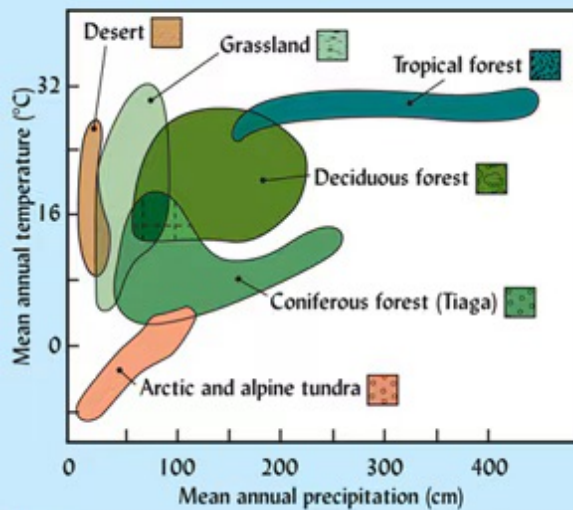 Desert
Grassland
Tropical forest
Deciduous forest
Coniferous forest (Tiaga)
Arctic and alpine tundra
Mean annual temperature (°C)
32
16
0
0
100
200
300
400
Mean annual precipitation (cm)